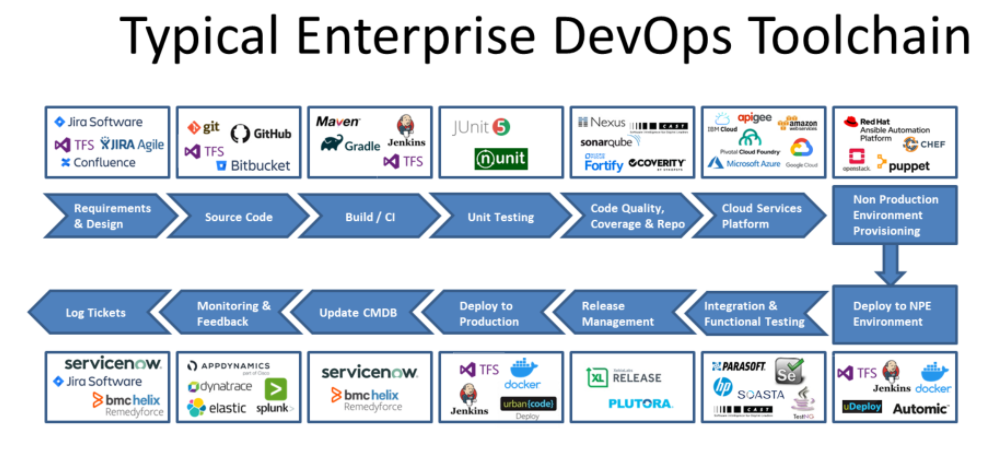 Typical Enterprise DevOps Toolchain
Jira Software
TFS JIRA Agile
Confluence
git GitHub
TFS
Bitbucket
Maven
Gradle Jenkins
TFS
JUnit 5
nunit
Nexus CAST
sonarqube
Fortify COVERITY
IBM Cloud apigee amazon
webservices
Pivotal Cloud Foundry
Microsoft Azure Google Cloud
Red Hat
Ansible Automation
Platform
CHEF
openstack. puppet
Requirements
& Design
Source Code
Build / CI
Unit Testing
Code Quality,
Coverage & Repo
Cloud Services
Platform
Non Production
Environment
Provisioning
Log Tickets
Monitoring &
Feedback
Update CMDB
Deploy to
Production
Release
Management
Integration &
Functional Testing
Deploy to NPE
Environment
servicenow.
Jira Software
bmc helix
Remedyforce
APPDYNAMICS
part of Cisco
dynatrace
elastic splunk>
servicenow.
bmc helix
Remedyforce
TFS docker
Jenkins urban{code}
Deploy
XL RELEASE
PLUTORA
PARASOFT. Se
hp SOASTA
CAST TestNG
TFS Jenkins docker
uDeploy Automic